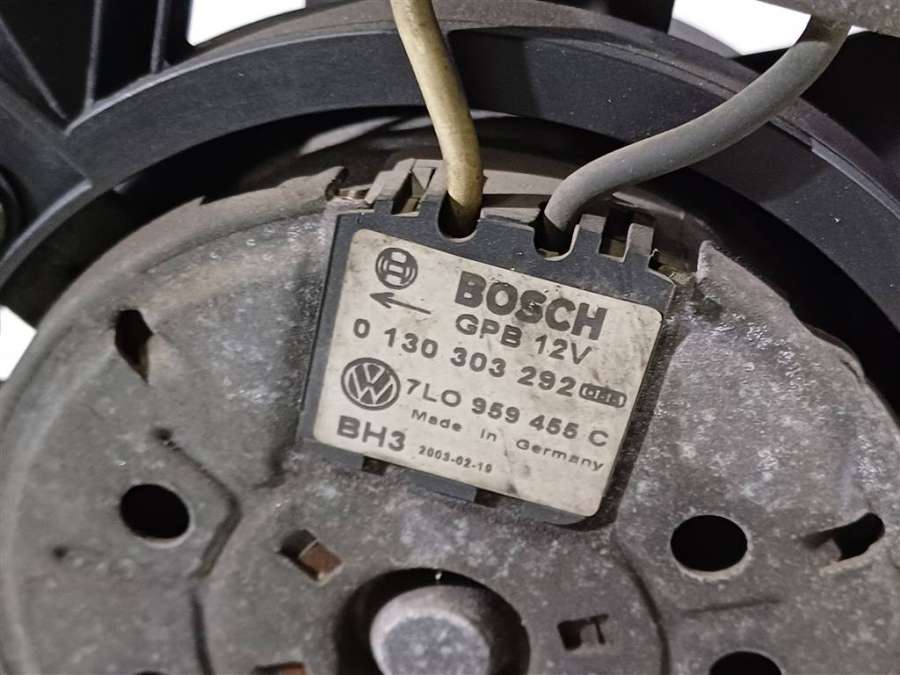 BOSCH
GPB 12V
0 130 303 292
7L0 959 455 C
Made in Germany
BH3 2003-02-19